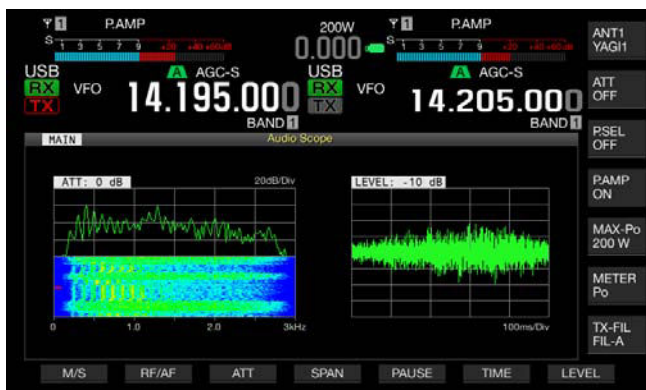 1 P.AMP 200W 1 P.AMP
S 1 3 5 7 9 +20 +40 +60dB 0.000 S 1 3 5 7 9 +20 +40 +60dB
USB A AGC-S USB A AGC-S
RX VFO 14.195.000 RX VFO 14.205.000
TX TX
BAND 1 BAND 1
MAIN Audio Scope
ATT: 0 dB 20dB/Div LEVEL: -10 dB
0 1.0 2.0 3kHz 100ms/Div
M/S RF/AF ATT SPAN PAUSE TIME LEVEL
ANT1
YAGI1
ATT
OFF
P.SEL
OFF
P.AMP
ON
MAX-Po
200 W
METER
Po
TX-FIL
FIL-A